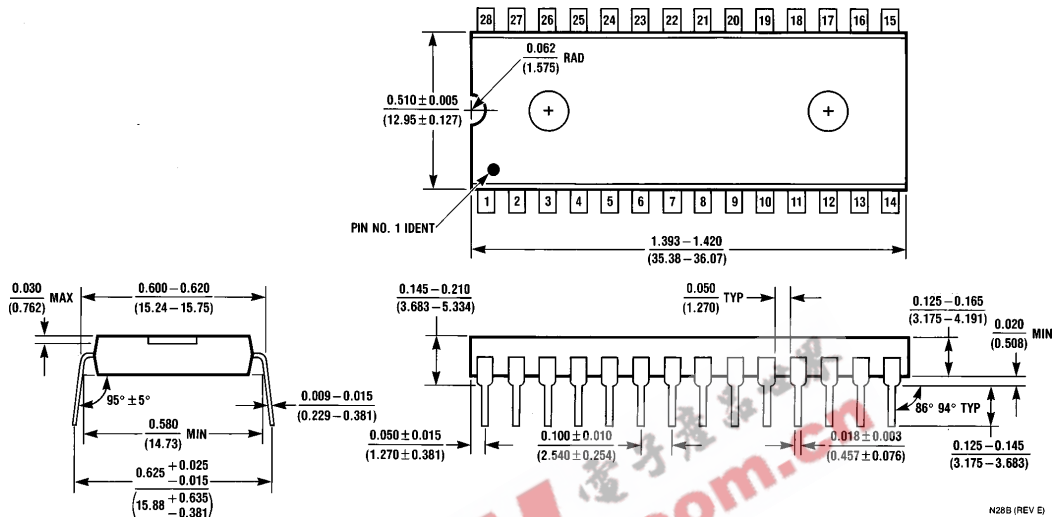 28 27 26 25 24 23 22 21 20 19 18 17 16 15
0.062
(1.575)
RAD
0.510 ± 0.005
(12.95 ± 0.127)
PIN NO. 1 IDENT
1 2 3 4 5 6 7 8 9 10 11 12 13 14
1.393 – 1.420
(35.38 – 36.07)
0.030
(0.762)
MAX
0.600 – 0.620
(15.24 – 15.75)
95° ± 5°
0.580
(14.73)
MIN
0.625 + 0.025
– 0.015
(15.88 + 0.635
– 0.381)
0.009 – 0.015
(0.229 – 0.381)
0.145 – 0.210
(3.683 – 5.334)
0.050
(1.270)
TYP
0.125 – 0.165
(3.175 – 4.191)
0.020
(0.508)
MIN
0.050 ± 0.015
(1.270 ± 0.381)
0.100 ± 0.010
(2.540 ± 0.254)
0.018 ± 0.003
(0.457 ± 0.076)
86° 94° TYP
0.125 – 0.145
(3.175 – 3.683)
電子產品世界
com.cn
N28B (REV E)